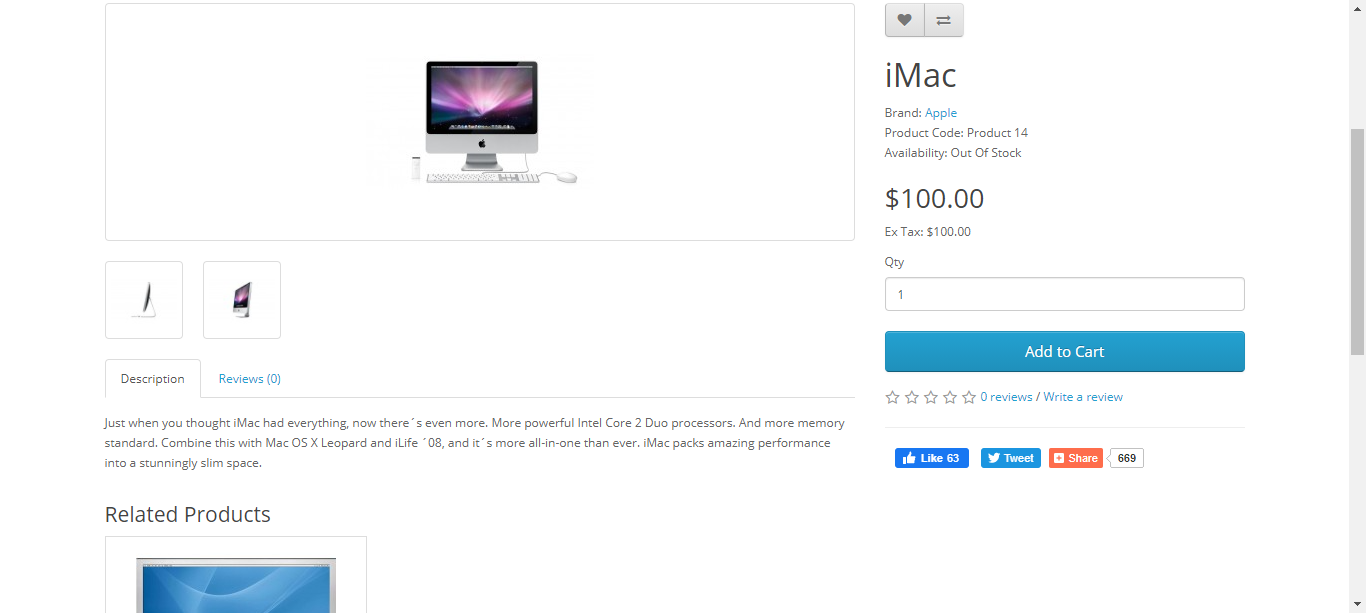 iMac
Brand: Apple
Product Code: Product 14
Availability: Out Of Stock
$100.00
Ex Tax: $100.00
Qty
1
Add to Cart
0 reviews / Write a review
Like 63
Tweet
Share
669
Description
Reviews (0)
Just when you thought iMac had everything, now there´s even more. More powerful Intel Core 2 Duo processors. And more memory
standard. Combine this with Mac OS X Leopard and iLife ´08, and it´s more all-in-one than ever. iMac packs amazing performance
into a stunningly slim space.
Related Products